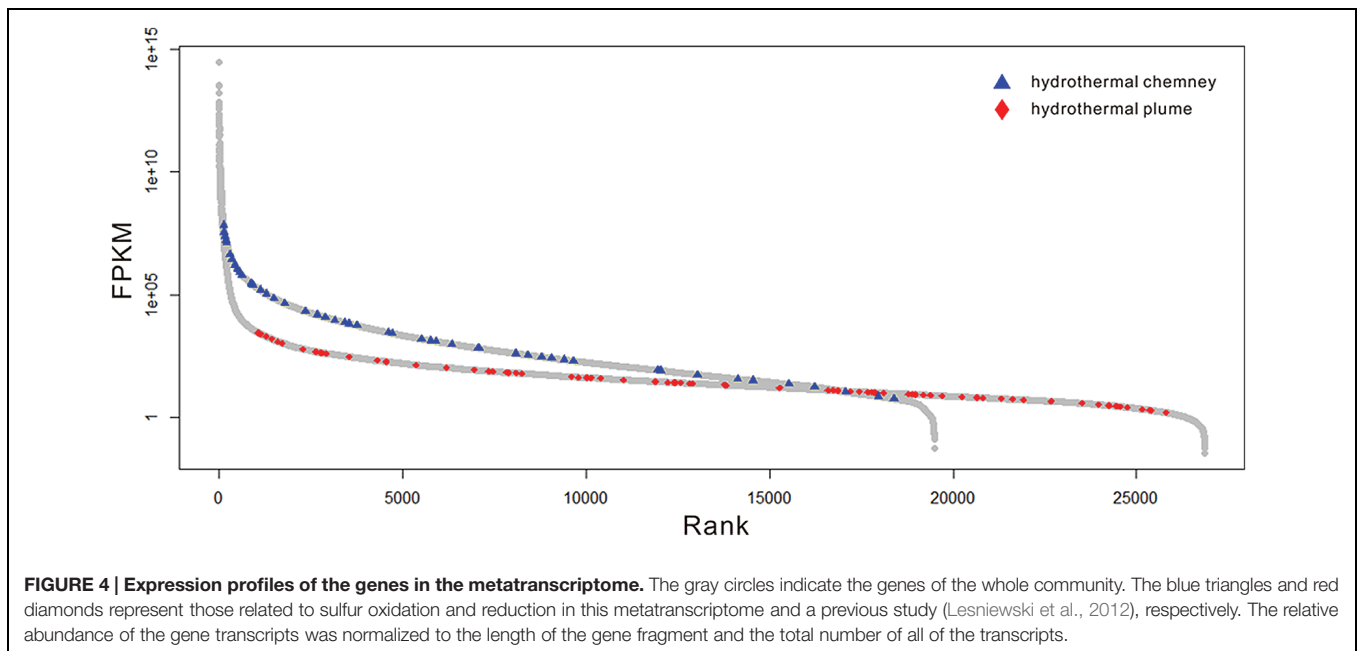 1e+15
1e+10
1e+05
1
FPKM
hydrothermal chemney
hydrothermal plume
0 5000 10000 15000 20000 25000
Rank
FIGURE 4 | Expression profiles of the genes in the metatranscriptome. The gray circles indicate the genes of the whole community. The blue triangles and red
diamonds represent those related to sulfur oxidation and reduction in this metatranscriptome and a previous study (Lesniewski et al., 2012), respectively. The relative
abundance of the gene transcripts was normalized to the length of the gene fragment and the total number of all of the transcripts.